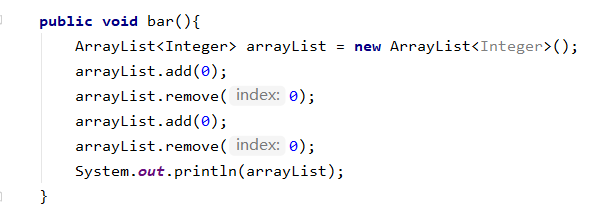 public void bar(){
ArrayList<Integer> arrayList = new ArrayList<Integer>();
arrayList.add(0);
arrayList.remove( index: 0);
arrayList.add(0);
arrayList.remove( index: 0);
System.out.println(arrayList);
}